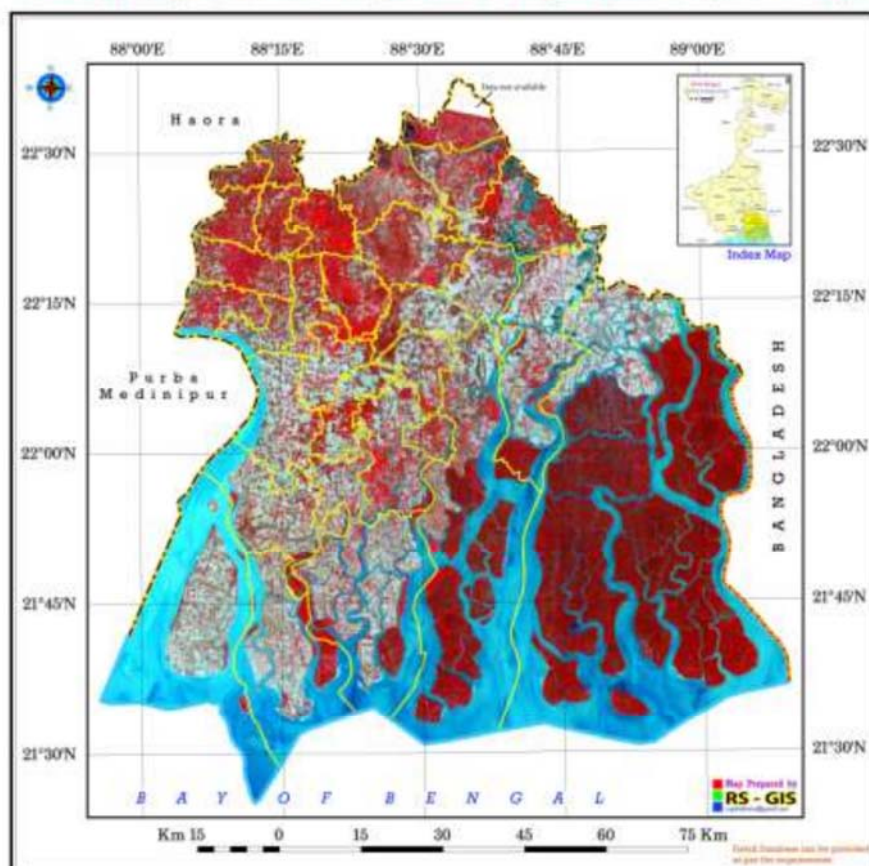 88°00'E 88°15'E 88°30'E 88°45'E 89°00'E
Data not available
Haora
22°30'N 22°30'N
Index Map
22°15'N 22°15'N
Purba
Medinipur
BANGLADESH
22°00'N 22°00'N
21°45'N 21°45'N
21°30'N 21°30'N
BAY OF BENGAL
Map Prepared by
RS - GIS
Km 15 0 15 30 45 60 75 Km